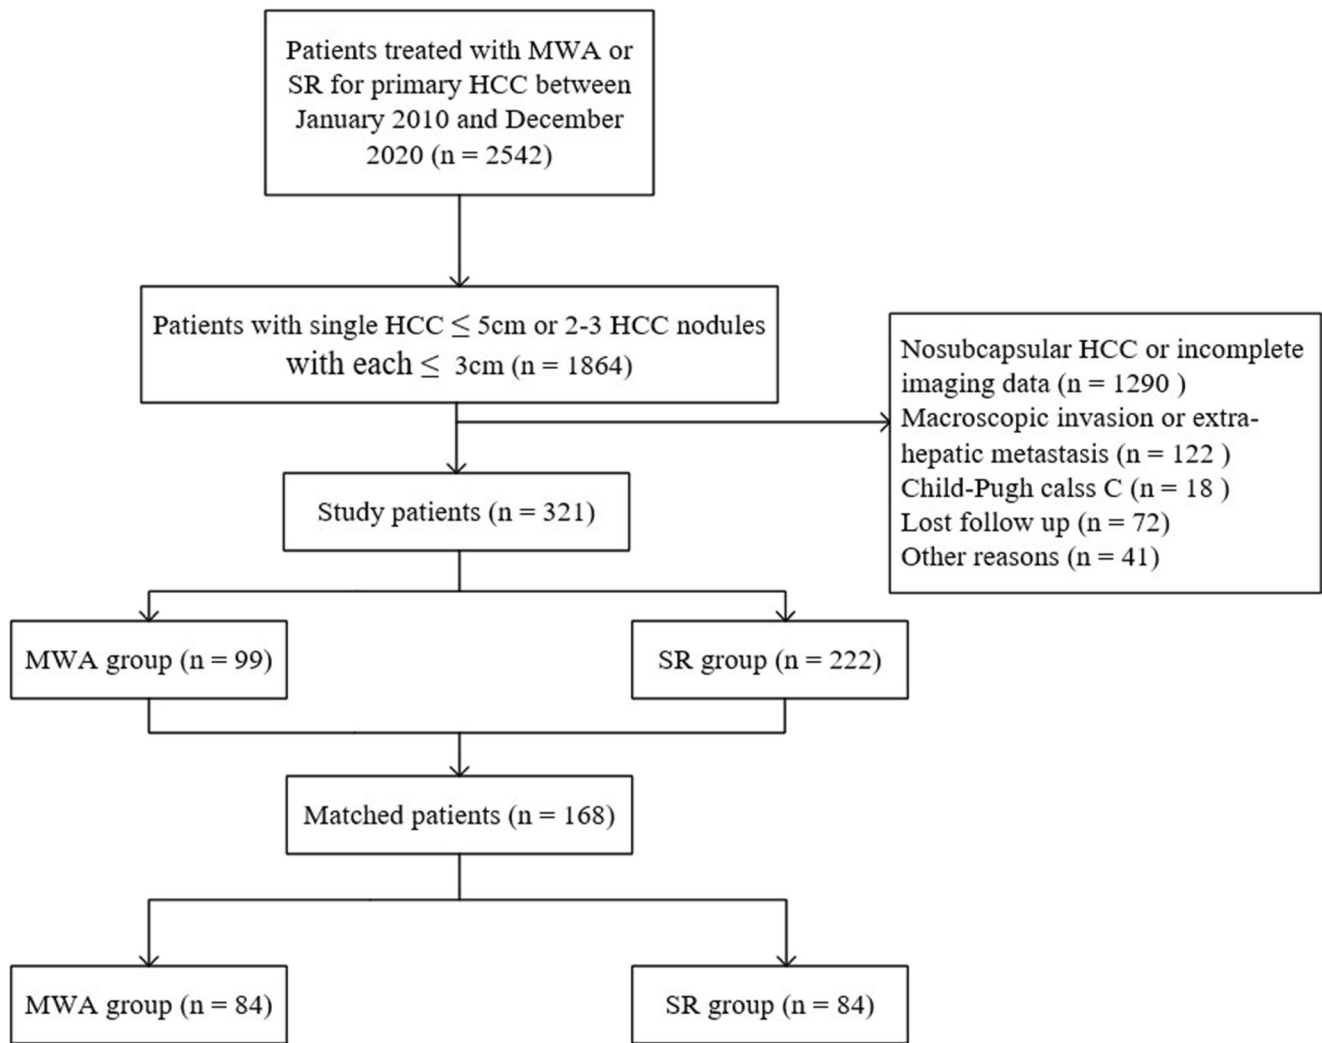 Patients treated with MWA or
SR for primary HCC between
January 2010 and December
2020 (n = 2542)
Patients with single HCC ≤ 5cm or 2-3 HCC nodules
with each ≤ 3cm (n = 1864)
Nosubcapsular HCC or incomplete
imaging data (n = 1290 )
Macroscopic invasion or extra-
hepatic metastasis (n = 122 )
Child-Pugh calss C (n = 18 )
Lost follow up (n = 72)
Other reasons (n = 41)
Study patients (n = 321)
MWA group (n = 99)
SR group (n = 222)
Matched patients (n = 168)
MWA group (n = 84)
SR group (n = 84)